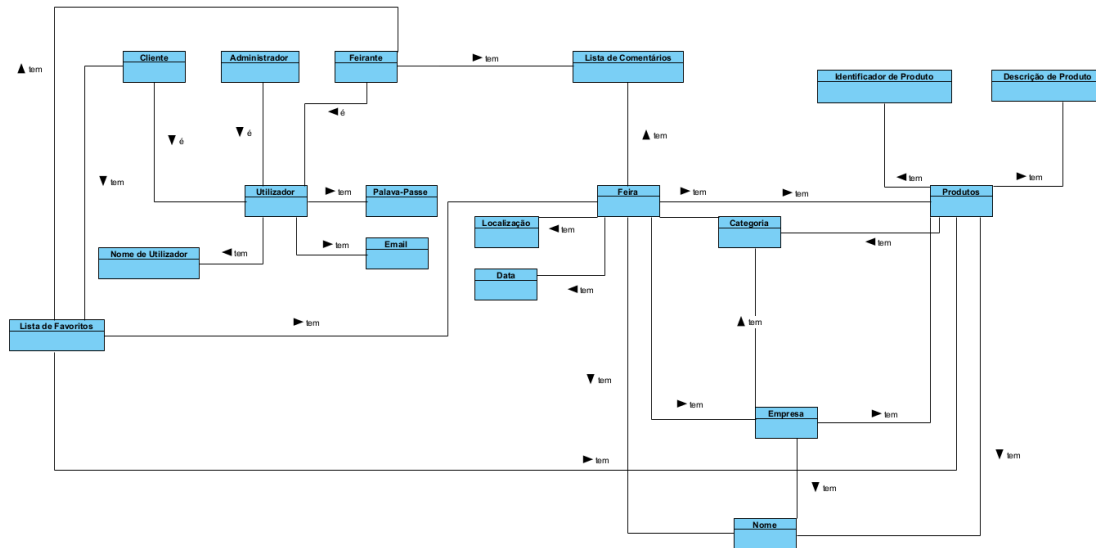 ▲ tem
Cliente
Administrador
Feirante
► tem
Lista de Comentários
Identificador de Produto
Descrição de Produto
◄ é
▼ é
▼ é
▲ tem
▼ tem
◄ tem
► tem
Utilizador
► tem
Palava-Passe
Feira
► tem
► tem
Produtos
Localização
◄ tem
Categoria
◄ tem
Nome de Utilizador
◄ tem
► tem
Email
Data
◄ tem
Lista de Favoritos
► tem
▲ tem
▼ tem
► tem
Empresa
► tem
► tem
▼ tem
▼ tem
Nome